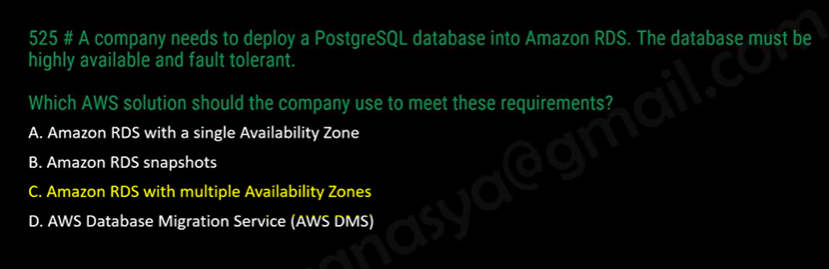 525 # A company needs to deploy a PostgreSQL database into Amazon RDS. The database must be
highly available and fault tolerant.
Which AWS solution should the company use to meet these requirements?
A. Amazon RDS with a single Availability Zone
B. Amazon RDS snapshots
C. Amazon RDS with multiple Availability Zones
D. AWS Database Migration Service (AWS DMS)